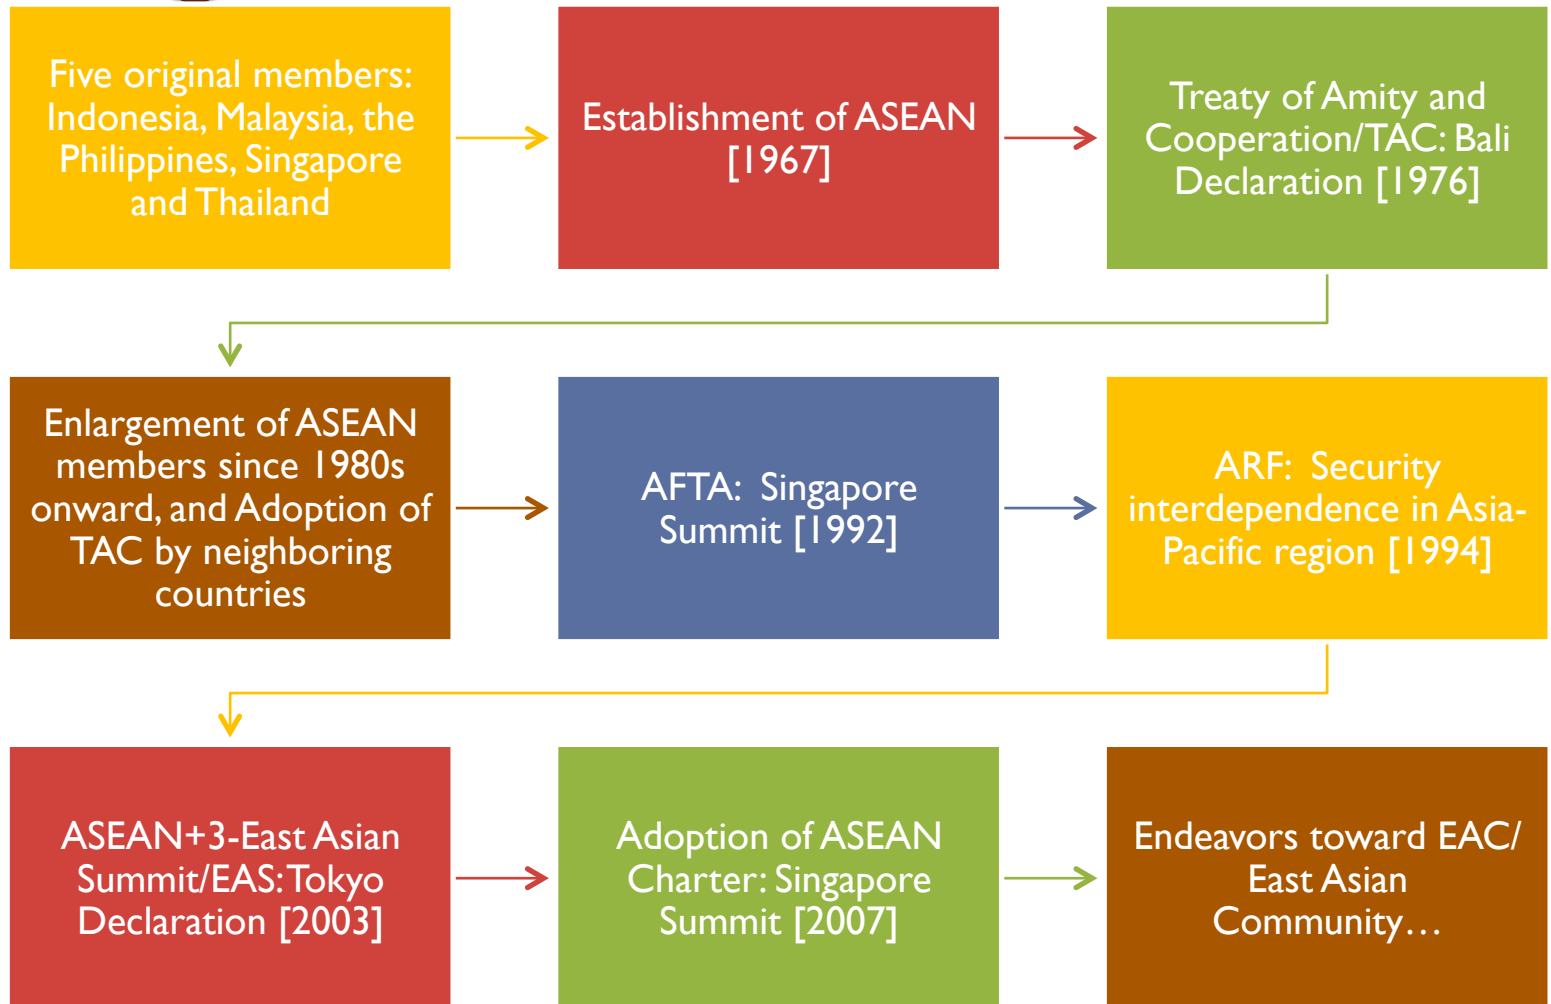 Five original members:
Indonesia, Malaysia, the
Philippines, Singapore
and Thailand
Establishment of ASEAN
[1967]
Treaty of Amity and
Cooperation/TAC: Bali
Declaration [1976]
Enlargement of ASEAN
members since 1980s
onward, and Adoption of
TAC by neighboring
countries
AFTA: Singapore
Summit [1992]
ARF: Security
interdependence in Asia-
Pacific region [1994]
ASEAN+3-East Asian
Summit/EAS: Tokyo
Declaration [2003]
Adoption of ASEAN
Charter: Singapore
Summit [2007]
Endeavors toward EAC/
East Asian
Community…